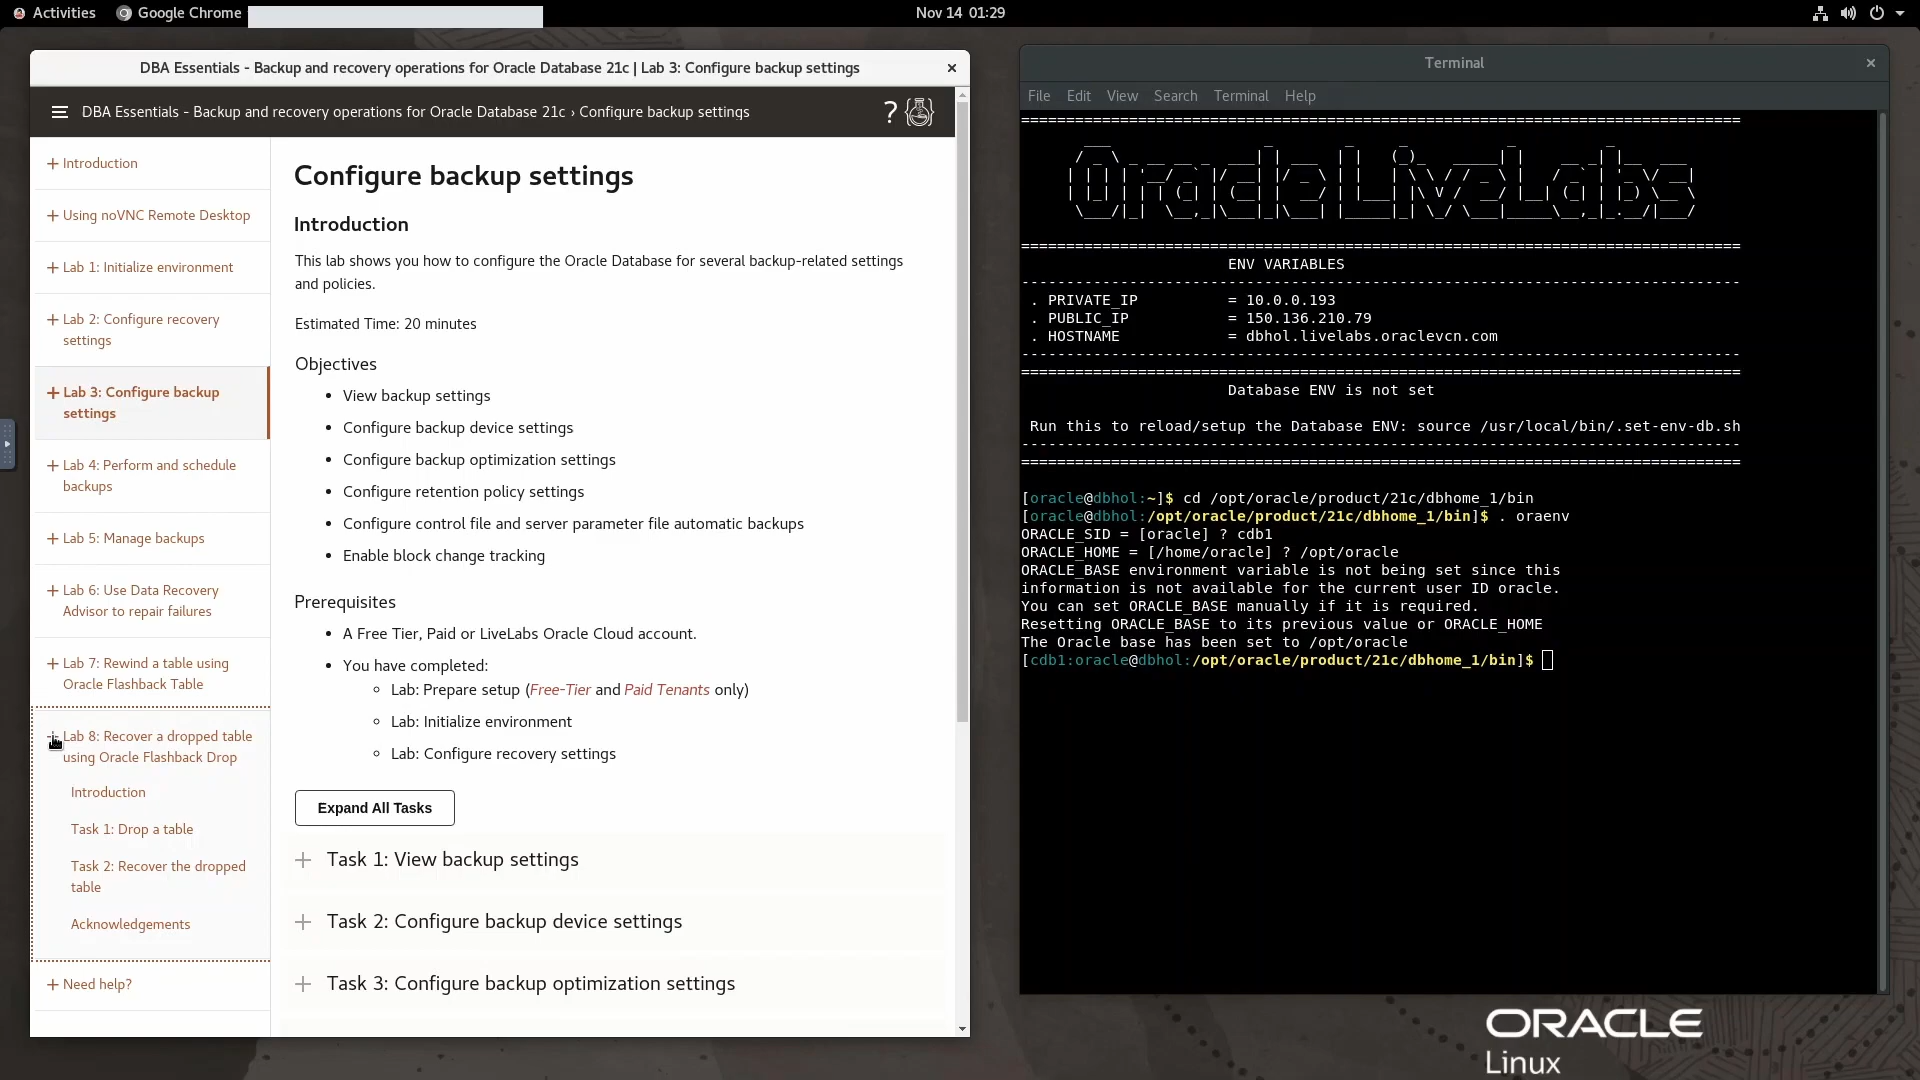 Activities
Google Chrome
Nov 14 01:29
DBA Essentials - Backup and recovery operations for Oracle Database 21c | Lab 3: Configure backup settings
DBA Essentials - Backup and recovery operations for Oracle Database 21c › Configure backup settings
?
+ Introduction
+ Using noVNC Remote Desktop
+ Lab 1: Initialize environment
+ Lab 2: Configure recovery
settings
+ Lab 3: Configure backup
settings
+ Lab 4: Perform and schedule
backups
+ Lab 5: Manage backups
+ Lab 6: Use Data Recovery
Advisor to repair failures
+ Lab 7: Rewind a table using
Oracle Flashback Table
Lab 8: Recover a dropped table
using Oracle Flashback Drop
Introduction
Task 1: Drop a table
Task 2: Recover the dropped
table
Acknowledgements
+ Need help?
Configure backup settings
Introduction
This lab shows you how to configure the Oracle Database for several backup-related settings
and policies.
Estimated Time: 20 minutes
Objectives
• View backup settings
• Configure backup device settings
• Configure backup optimization settings
• Configure retention policy settings
• Configure control file and server parameter file automatic backups
• Enable block change tracking
Prerequisites
• A Free Tier, Paid or LiveLabs Oracle Cloud account.
• You have completed:
◦ Lab: Prepare setup (Free-Tier and Paid Tenants only)
◦ Lab: Initialize environment
◦ Lab: Configure recovery settings
Expand All Tasks
+ Task 1: View backup settings
+ Task 2: Configure backup device settings
+ Task 3: Configure backup optimization settings
Terminal
File Edit View Search Terminal Help
Oracle LiveLabs
ENV VARIABLES
. PRIVATE_IP = 10.0.0.193
. PUBLIC_IP = 150.136.210.79
. HOSTNAME = dbhol.livelabs.oraclevcn.com
Database ENV is not set
Run this to reload/setup the Database ENV: source /usr/local/bin/.set-env-db.sh
[oracle@dbhol:~]$ cd /opt/oracle/product/21c/dbhome_1/bin
[oracle@dbhol:/opt/oracle/product/21c/dbhome_1/bin]$ . oraenv
ORACLE_SID = [oracle] ? cdb1
ORACLE_HOME = [/home/oracle] ? /opt/oracle
ORACLE_BASE environment variable is not being set since this
information is not available for the current user ID oracle.
You can set ORACLE_BASE manually if it is required.
Resetting ORACLE_BASE to its previous value or ORACLE_HOME
The Oracle base has been set to /opt/oracle
[cdb1:oracle@dbhol:/opt/oracle/product/21c/dbhome_1/bin]$
ORACLE
Linux